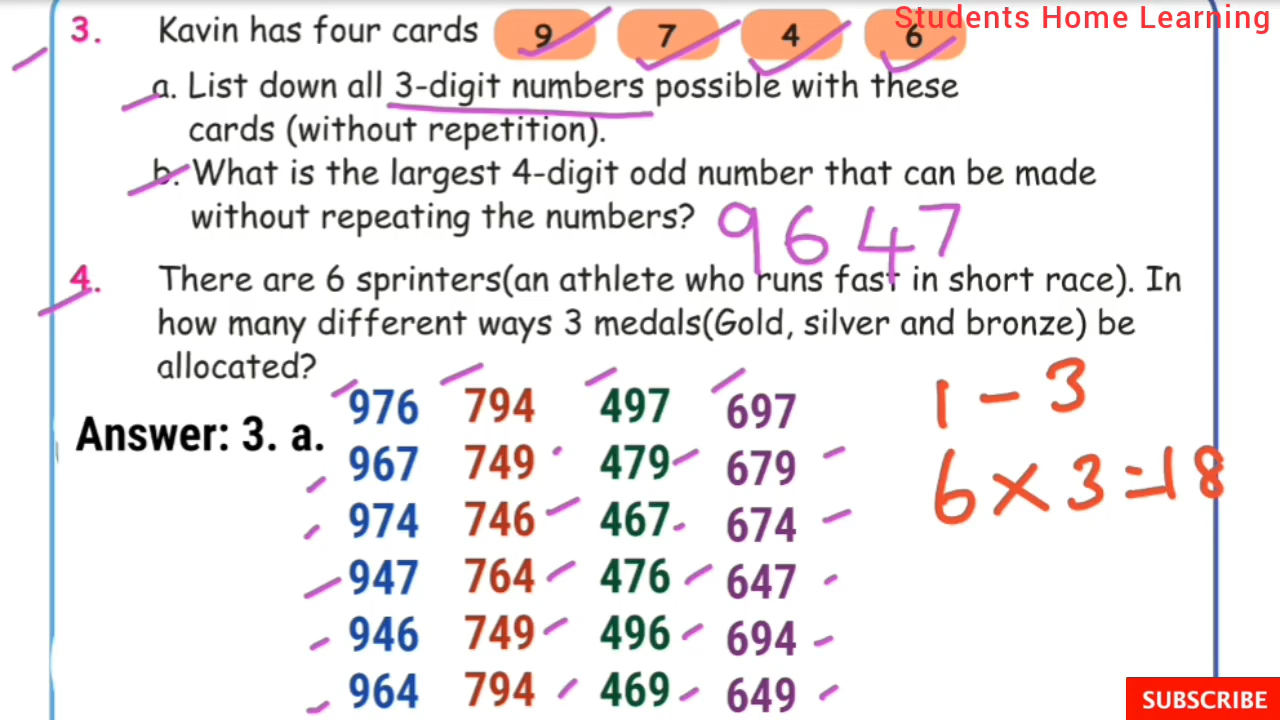 Students Home Learning
3. Kavin has four cards 9 7 4 6
a. List down all 3-digit numbers possible with these
cards (without repetition).
b. What is the largest 4-digit odd number that can be made
without repeating the numbers? 9647
4. There are 6 sprinters(an athlete who runs fast in short race). In
how many different ways 3 medals(Gold, silver and bronze) be
allocated?
Answer: 3. a.
976 794 497 697
967 749 479 679
974 746 467 674
947 764 476 647
946 749 496 694
964 794 469 649
1 - 3
6 × 3 = 18
SUBSCRIBE